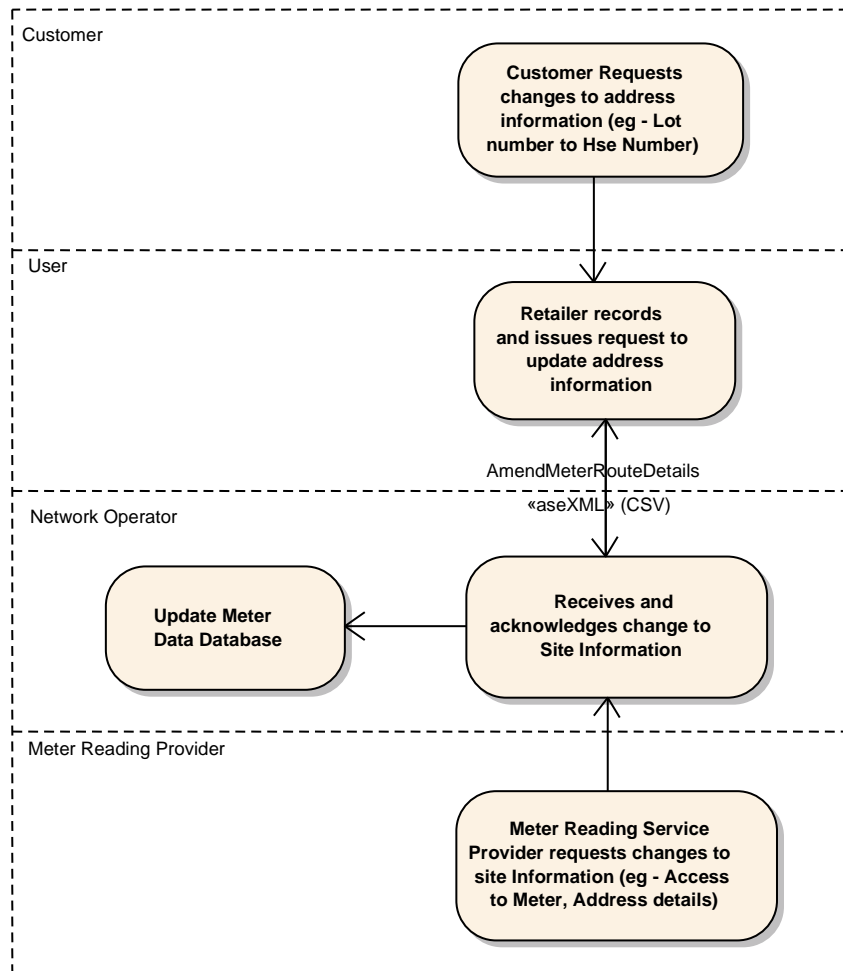 Customer
Customer Requests
changes to address
information (eg - Lot
number to Hse Number)
User
Retailer records
and issues request to
update address
information
AmendMeterRouteDetails
«aseXML» (CSV)
Network Operator
Update Meter
Data Database
Receives and
acknowledges change to
Site Information
Meter Reading Provider
Meter Reading Service
Provider requests changes to
site Information (eg - Access
to Meter, Address details)